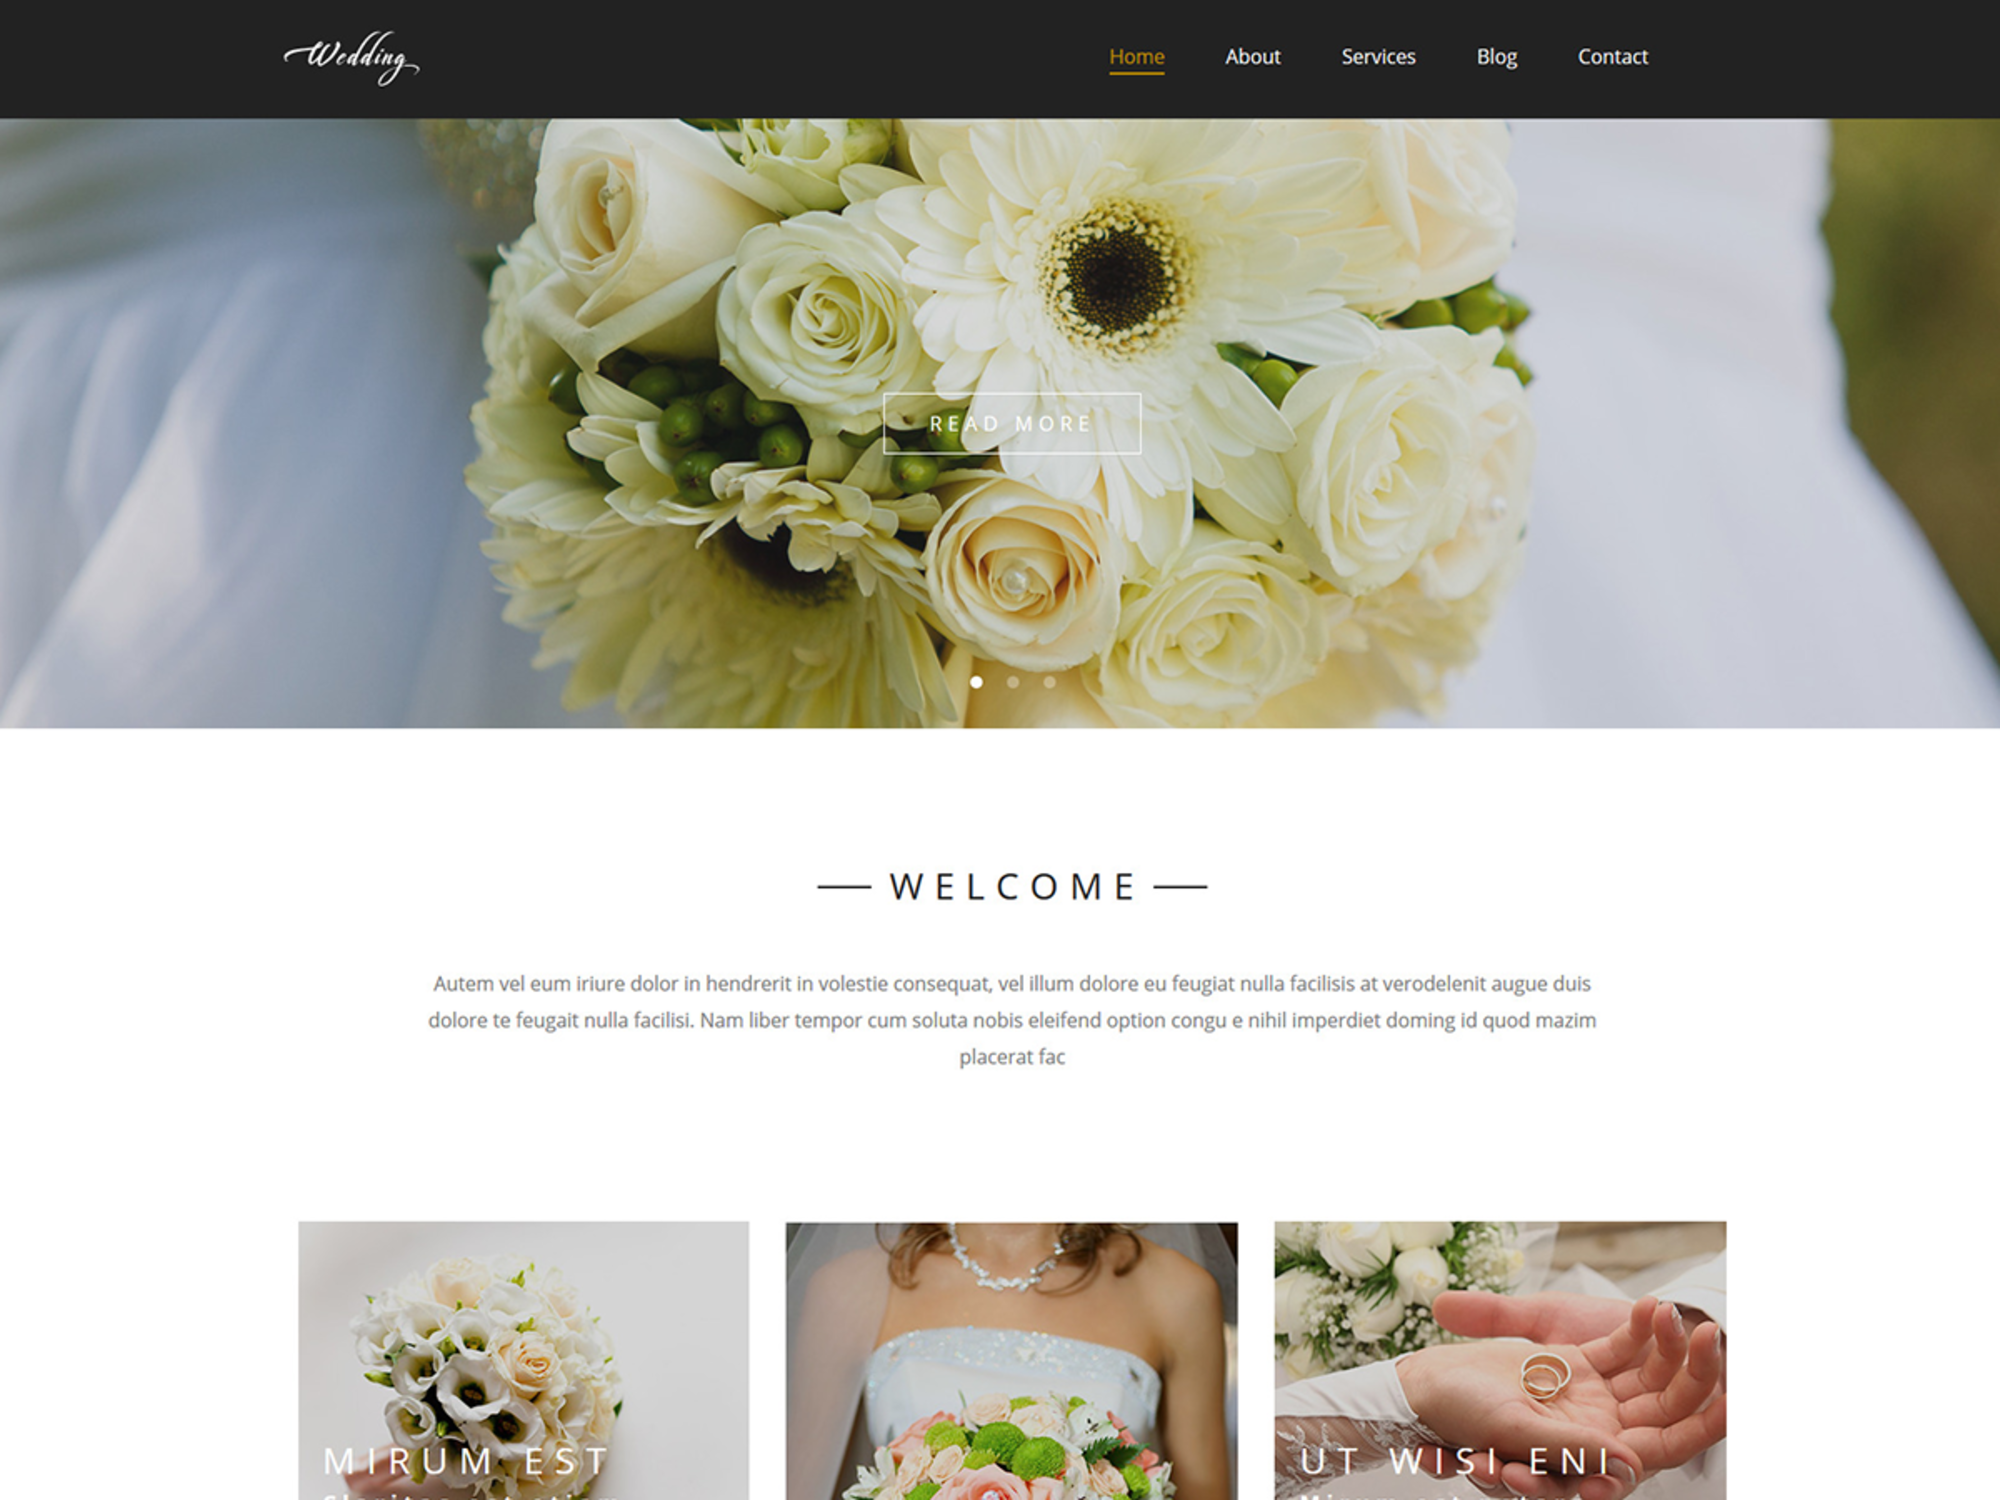 Wedding
Home About Services Blog Contact
READ MORE
WELCOME
Autem vel eum iriure dolor in hendrerit in volestie consequat, vel illum dolore eu feugiat nulla facilisis at verodelenit augue duis
dolore te feugait nulla facilisi. Nam liber tempor cum soluta nobis eleifend option congu e nihil imperdiet doming id quod mazim
placerat fac
MIRUM EST
UT WISI ENI